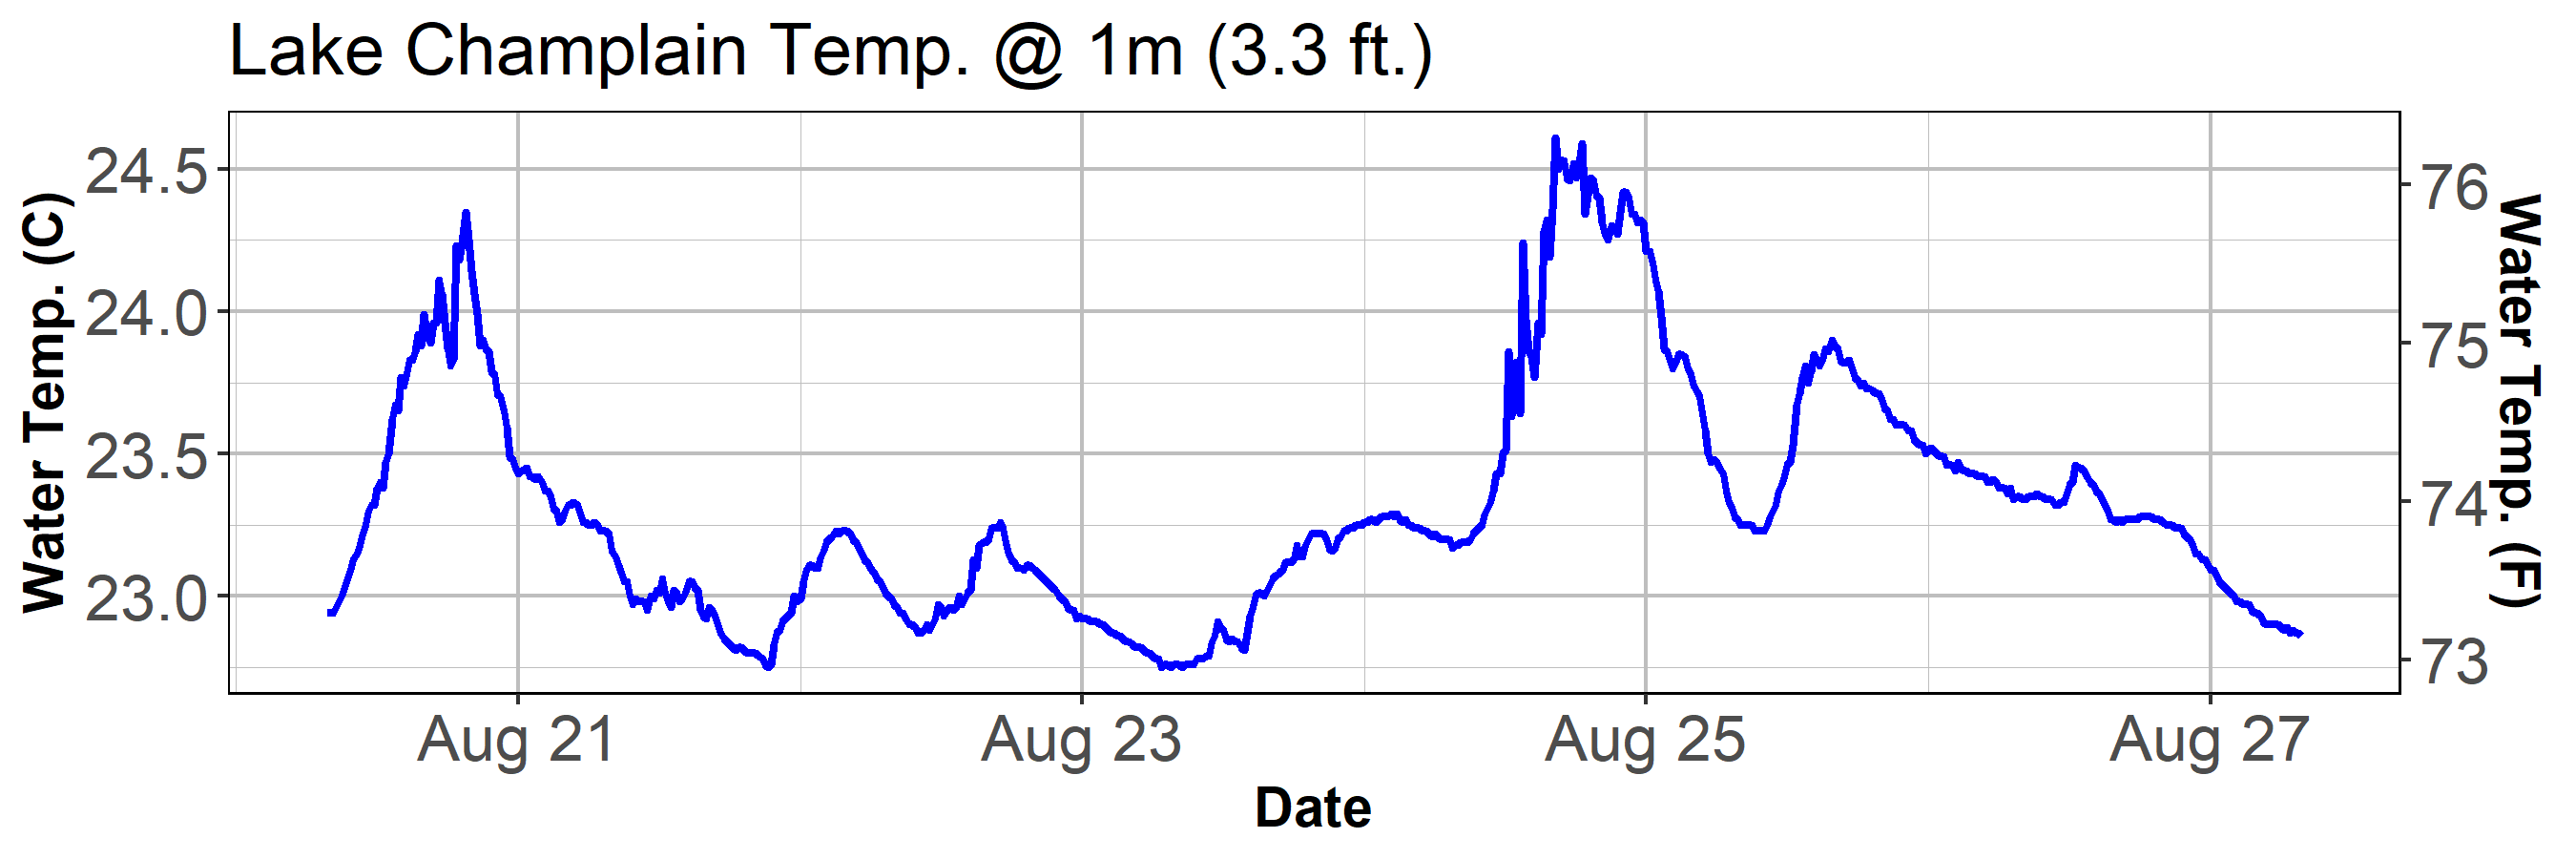 Lake Champlain Temp. @ 1m (3.3 ft.)
Water Temp. (C)
24.5
24.0
23.5
23.0
76
75
74
73
Water Temp. (F)
Aug 21 Aug 23 Aug 25 Aug 27
Date